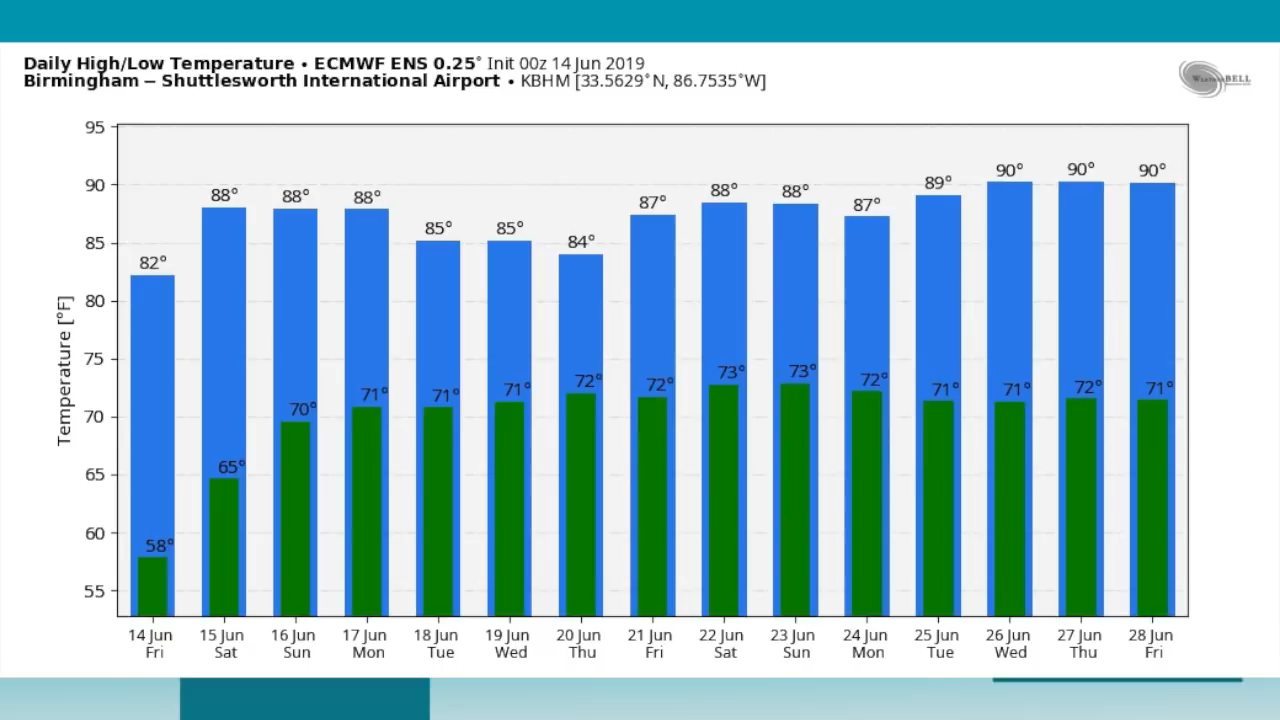 Daily High/Low Temperature • ECMWF ENS 0.25° Init 00z 14 Jun 2019
Birmingham – Shuttlesworth International Airport • KBHM [33.5629°N, 86.7535°W]
WeatherBELL
Temperature [°F]
95
90
85
80
75
70
65
60
55
82° 88° 88° 88° 85° 85° 84° 87° 88° 88° 87° 89° 90° 90° 90°
58° 65° 70° 71° 71° 71° 72° 72° 73° 73° 72° 71° 71° 72° 71°
14 Jun 15 Jun 16 Jun 17 Jun 18 Jun 19 Jun 20 Jun 21 Jun 22 Jun 23 Jun 24 Jun 25 Jun 26 Jun 27 Jun 28 Jun
Fri Sat Sun Mon Tue Wed Thu Fri Sat Sun Mon Tue Wed Thu Fri